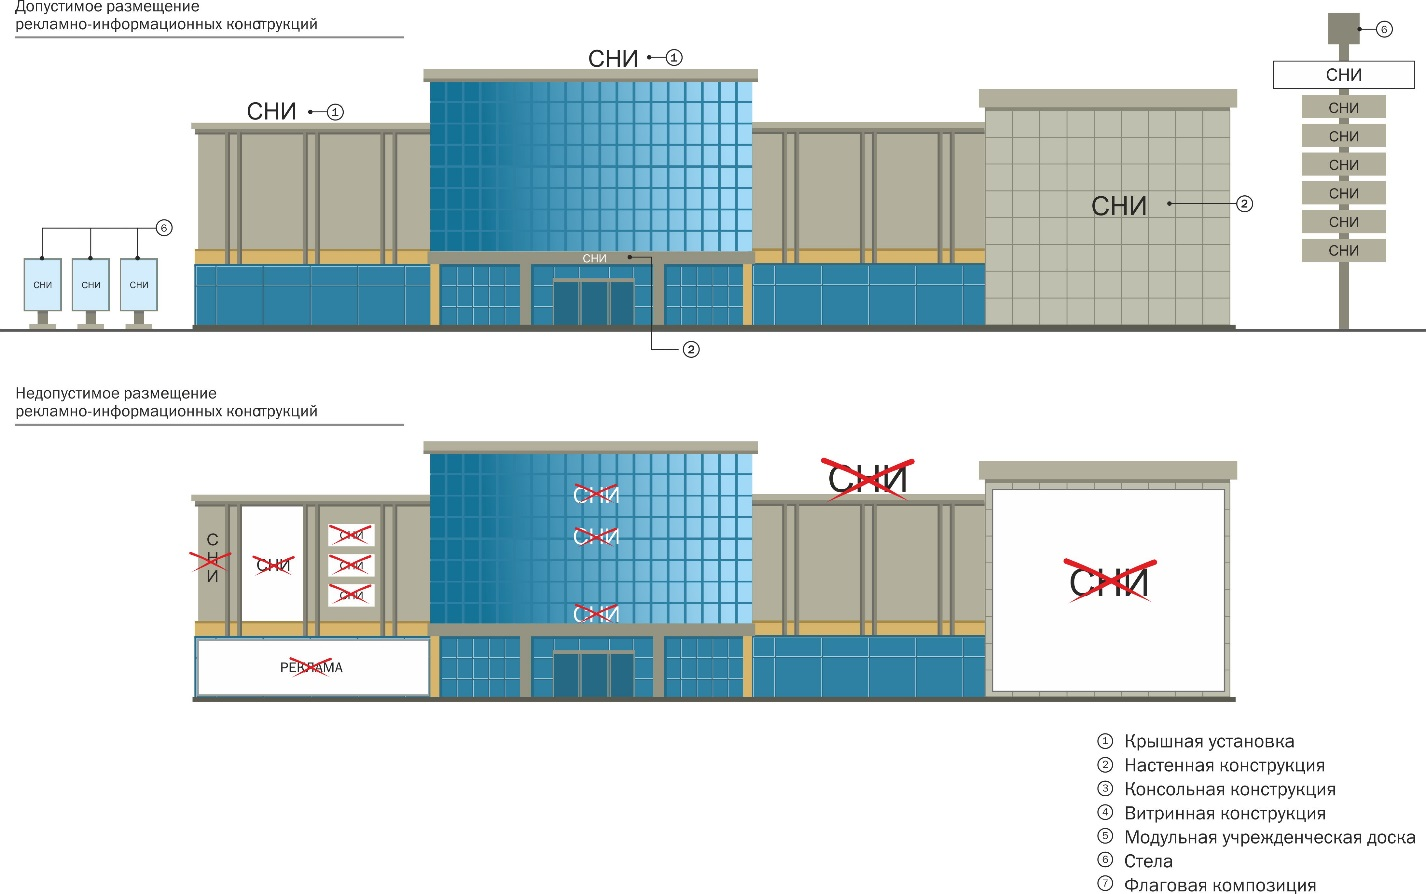 Допустимое размещение
рекламно-информационных конструкций
СНИ 1
СНИ 1
6
СНИ
СНИ
СНИ
СНИ
СНИ
СНИ
СНИ
СНИ 2
6
СНИ СНИ СНИ
СНИ
2
Недопустимое размещение
рекламно-информационных конструкций
СНИ
СНИ
СНИ
СНИ
С
Н
И
СНИ
СНИ
СНИ
СНИ
СНИ
РЕКЛАМА
1 Крышная установка
2 Настенная конструкция
3 Консольная конструкция
4 Витринная конструкция
5 Модульная учрежденческая доска
6 Стела
7 Флаговая композиция